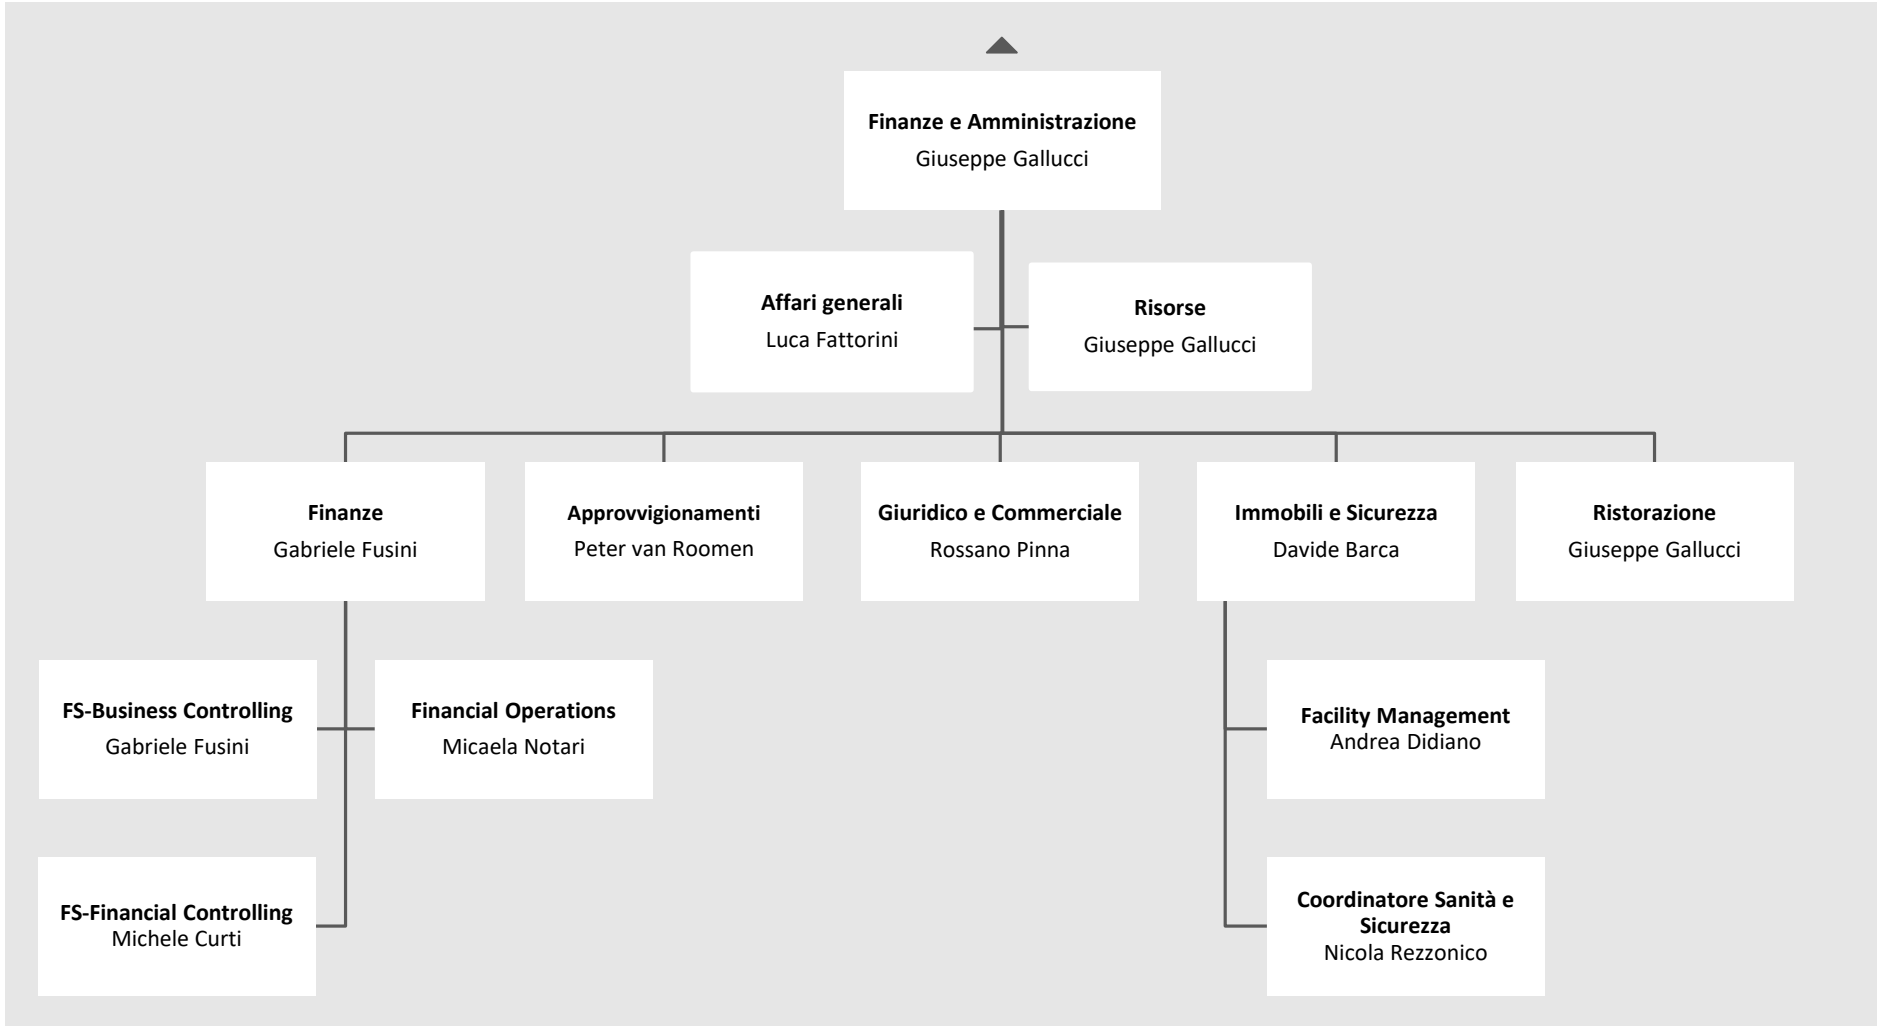 Finanze e Amministrazione
Giuseppe Gallucci
Affari generali
Luca Fattorini
Risorse
Giuseppe Gallucci
Finanze
Gabriele Fusini
Approvvigionamenti
Peter van Roomen
Giuridico e Commerciale
Rossano Pinna
Immobili e Sicurezza
Davide Barca
Ristorazione
Giuseppe Gallucci
FS-Business Controlling
Gabriele Fusini
Financial Operations
Micaela Notari
Facility Management
Andrea Didiano
FS-Financial Controlling
Michele Curti
Coordinatore Sanità e
Sicurezza
Nicola Rezzonico